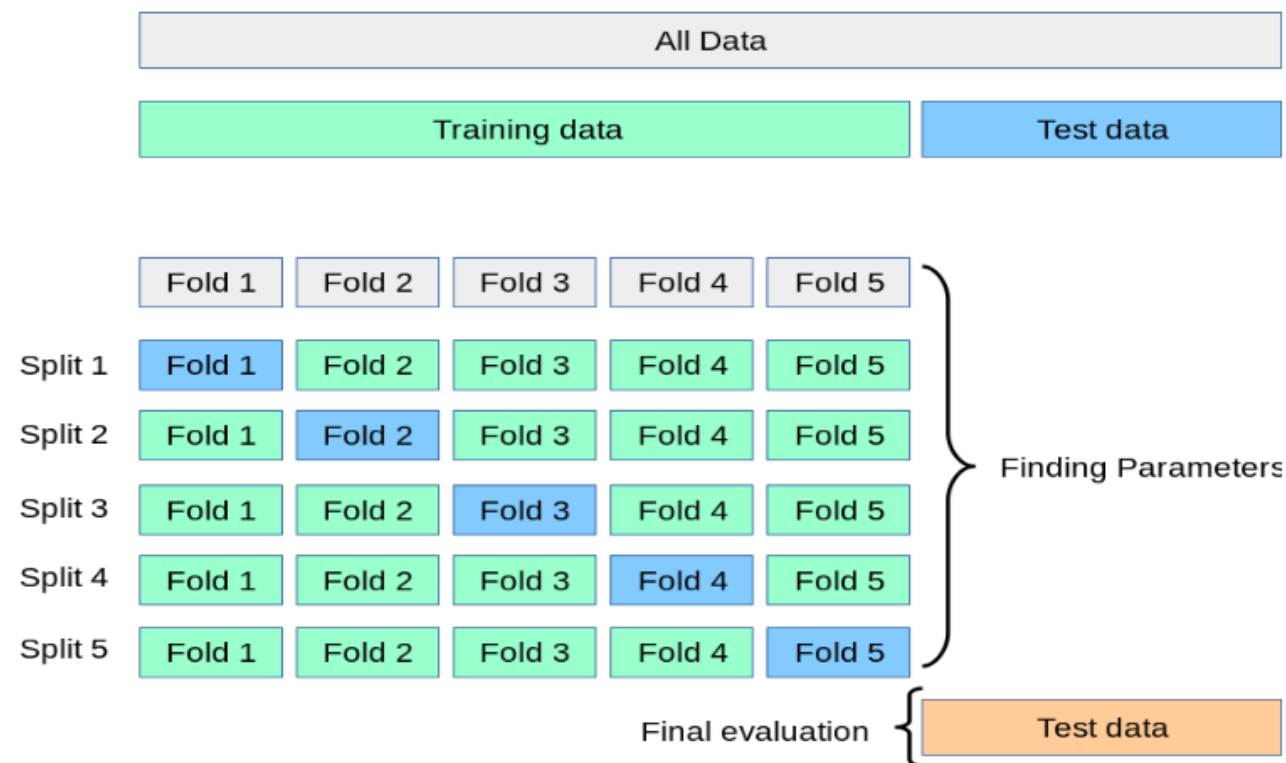 All Data
Training data Test data
Fold 1 Fold 2 Fold 3 Fold 4 Fold 5
Split 1 Fold 1 Fold 2 Fold 3 Fold 4 Fold 5
Split 2 Fold 1 Fold 2 Fold 3 Fold 4 Fold 5
Finding Parameters
Split 3 Fold 1 Fold 2 Fold 3 Fold 4 Fold 5
Split 4 Fold 1 Fold 2 Fold 3 Fold 4 Fold 5
Split 5 Fold 1 Fold 2 Fold 3 Fold 4 Fold 5
Final evaluation Test data